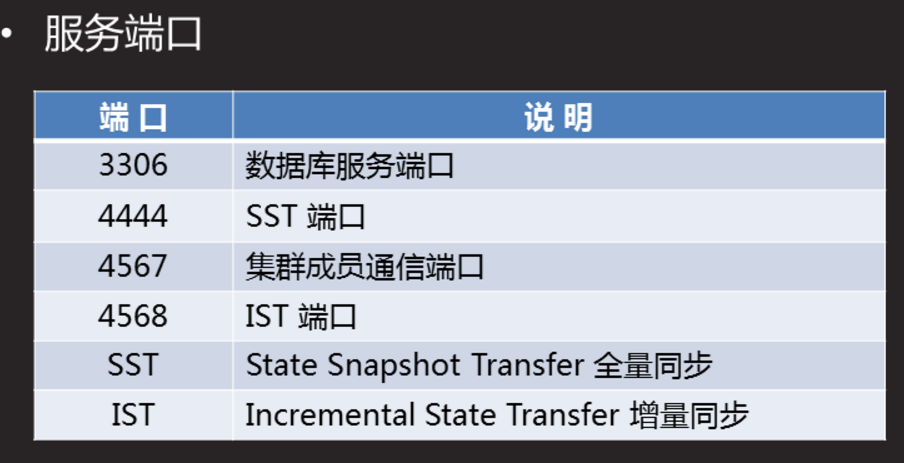 • 服务端口
端 口 说 明
3306 数据库服务端口
4444 SST 端口
4567 集群成员通信端口
4568 IST 端口
SST State Snapshot Transfer 全量同步
IST Incremental State Transfer 增量同步